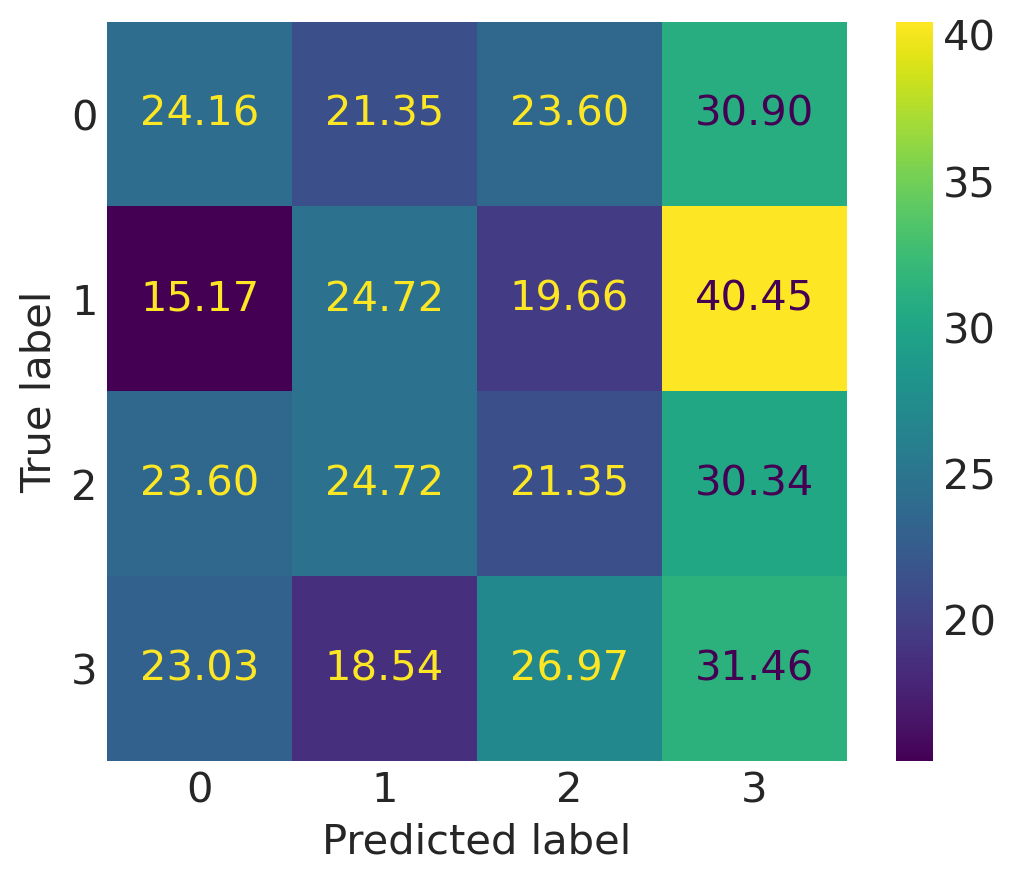 40
0 24.16 21.35 23.60 30.90
35
1 15.17 24.72 19.66 40.45
30
2 23.60 24.72 21.35 30.34
25
20
3 23.03 18.54 26.97 31.46
0 1 2 3
Predicted label
True label